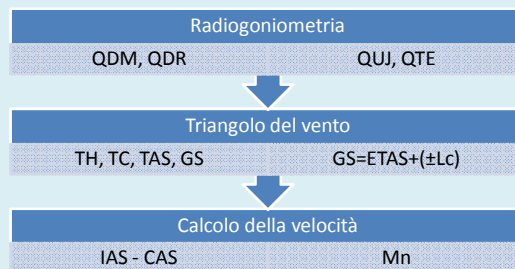 Radiogoniometria
QDM, QDR QUJ, QTE
Triangolo del vento
TH, TC, TAS, GS GS=ETAS+(±Lc)
Calcolo della velocità
IAS - CAS Mn